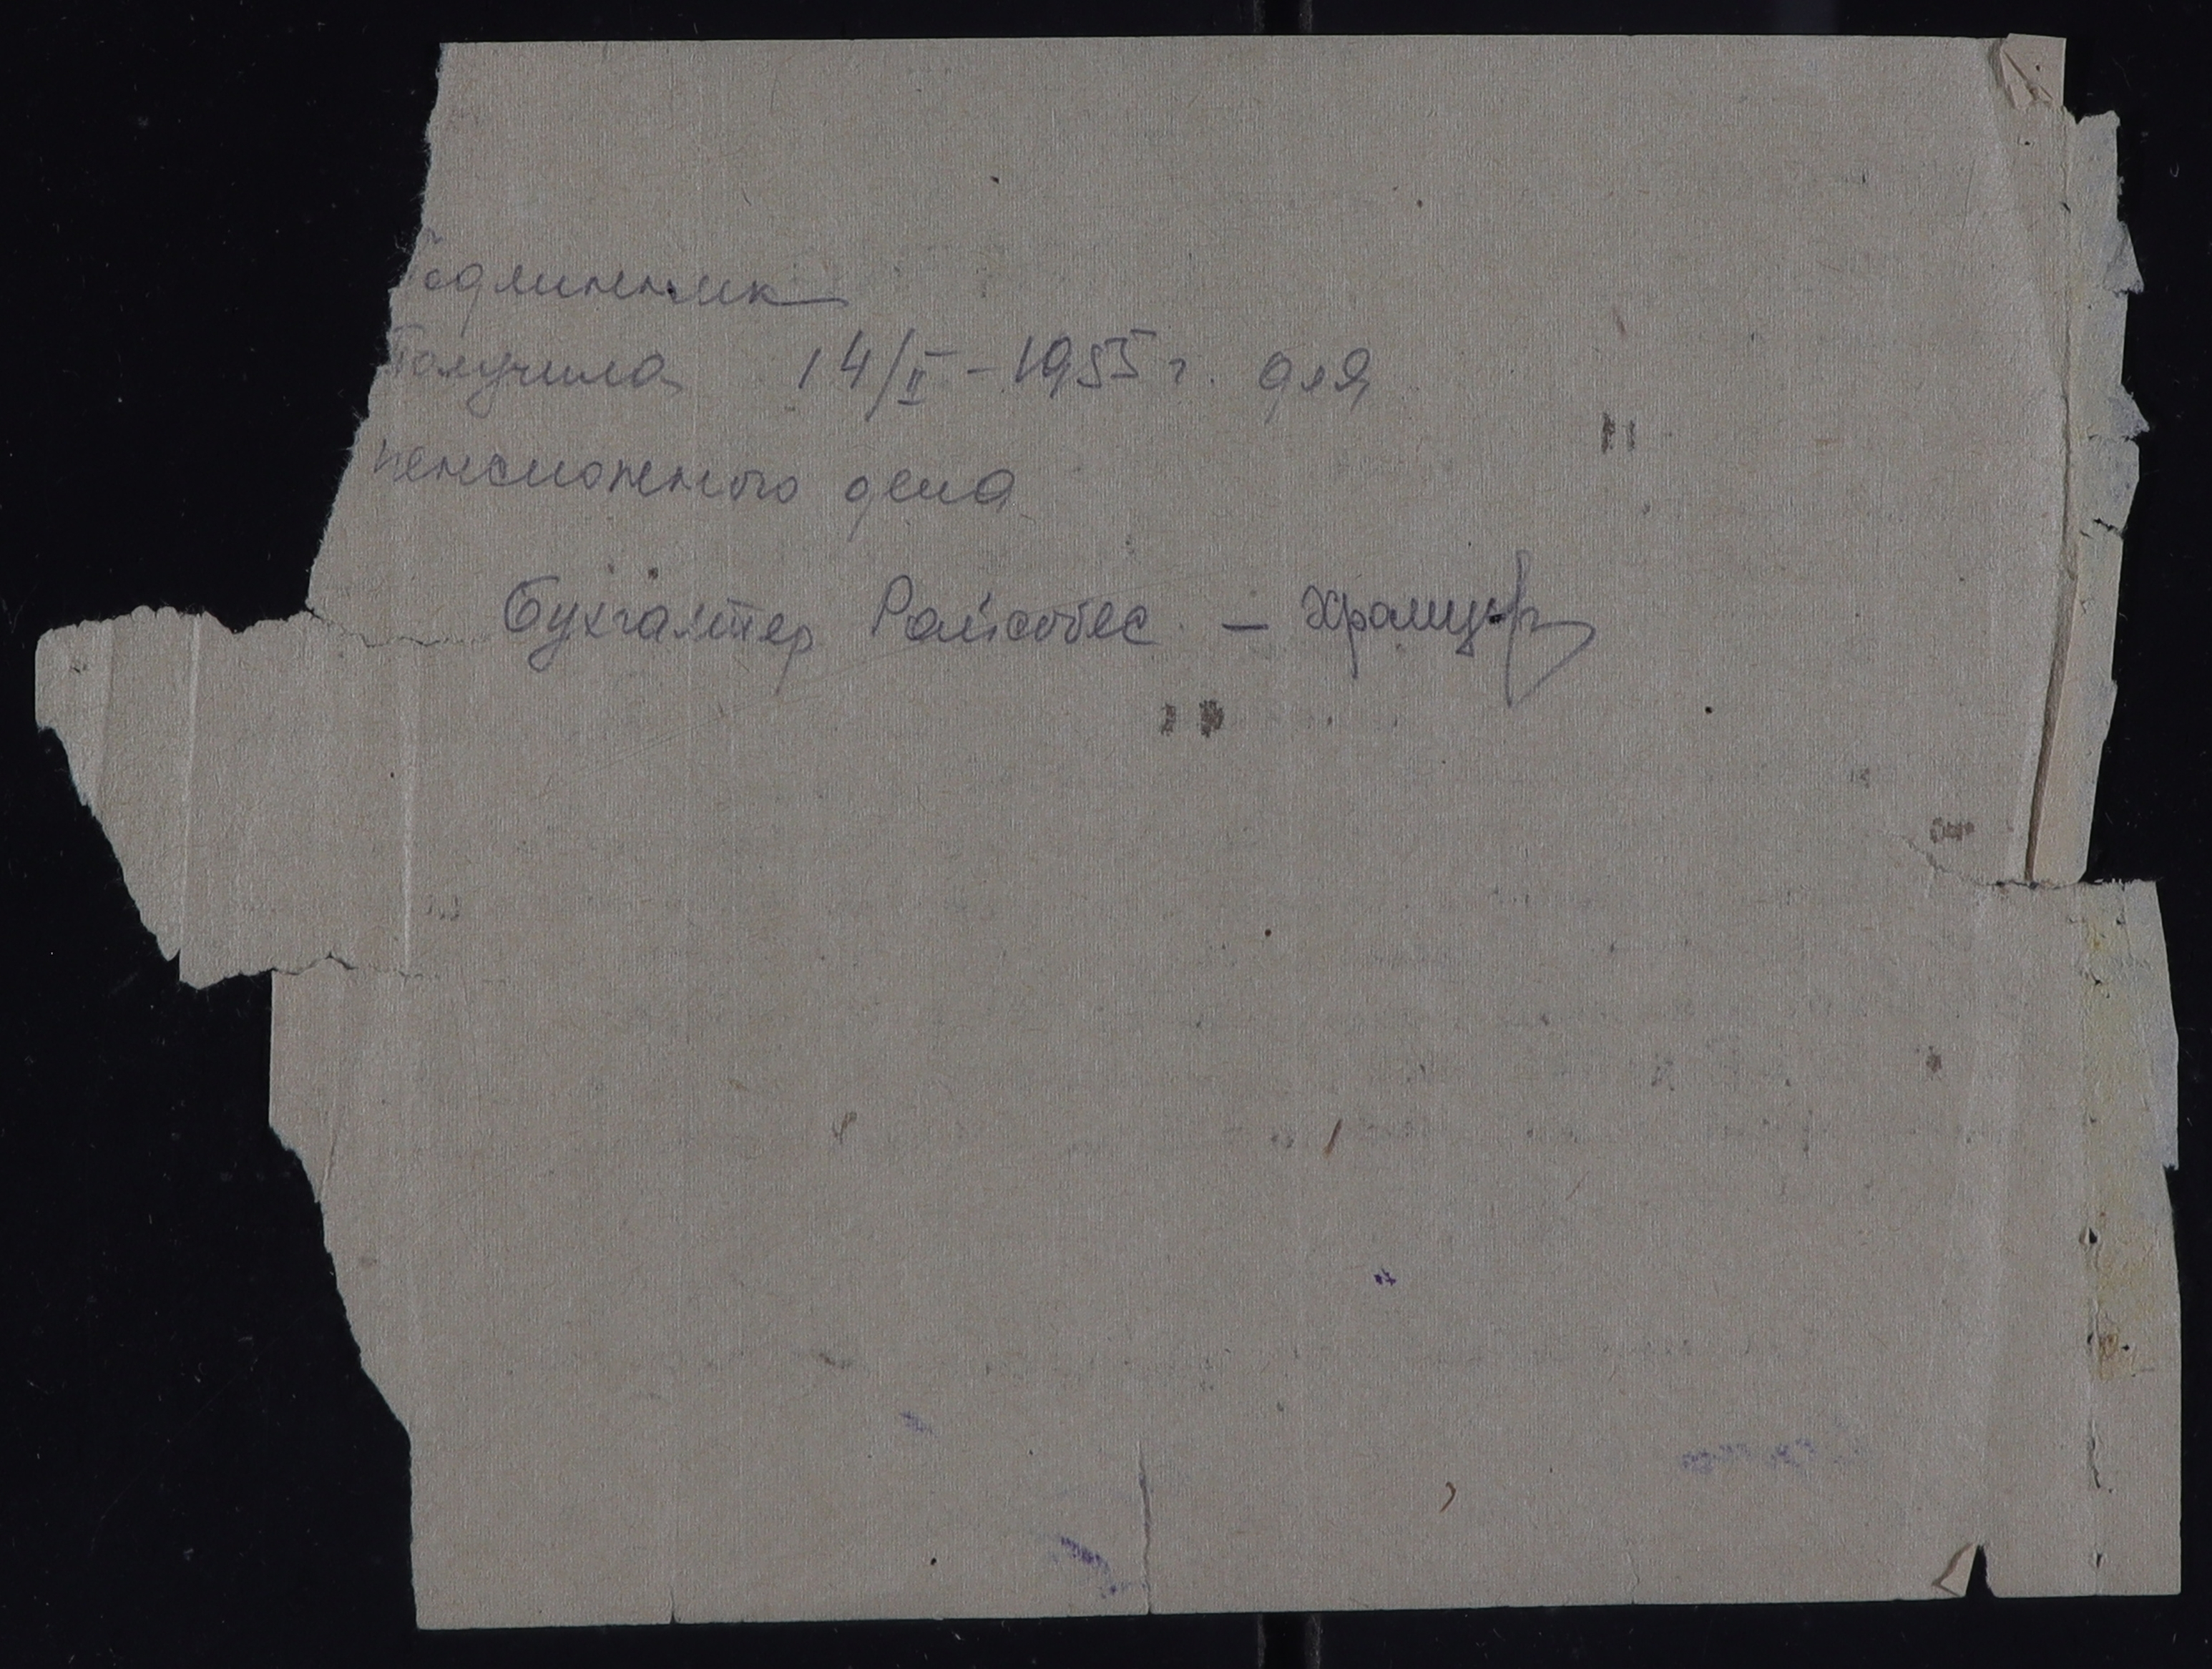 Подлинник
Получила 14/II - 1955 г. для
пенсионного дела
Бухгалтер Райсобес. —